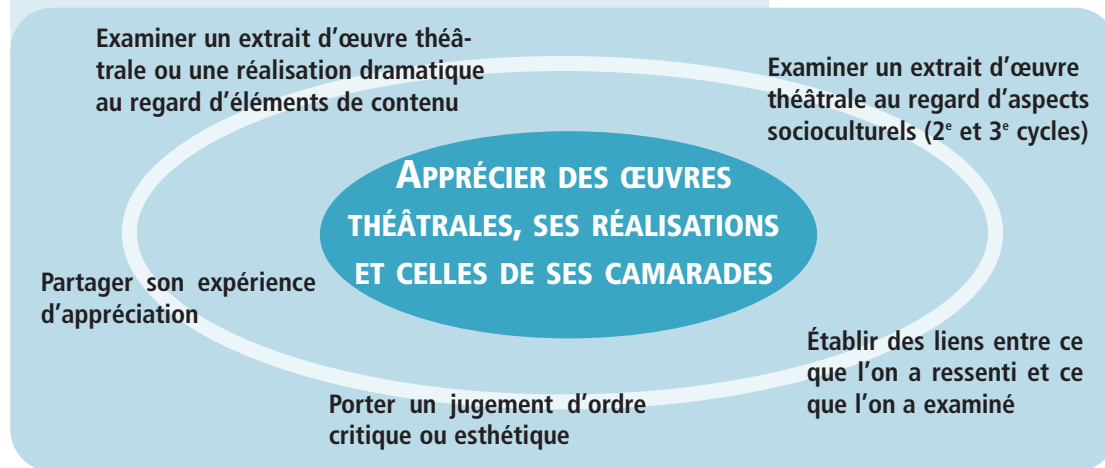 Examiner un extrait d'œuvre théâ-
trale ou une réalisation dramatique
au regard d'éléments de contenu
Examiner un extrait d'œuvre
théâtrale au regard d'aspects
socioculturels (2e et 3e cycles)
APPRÉCIER DES ŒUVRES
THÉÂTRALES, SES RÉALISATIONS
ET CELLES DE SES CAMARADES
Partager son expérience
d'appréciation
Établir des liens entre ce
que l'on a ressenti et ce
que l'on a examiné
Porter un jugement d'ordre
critique ou esthétique